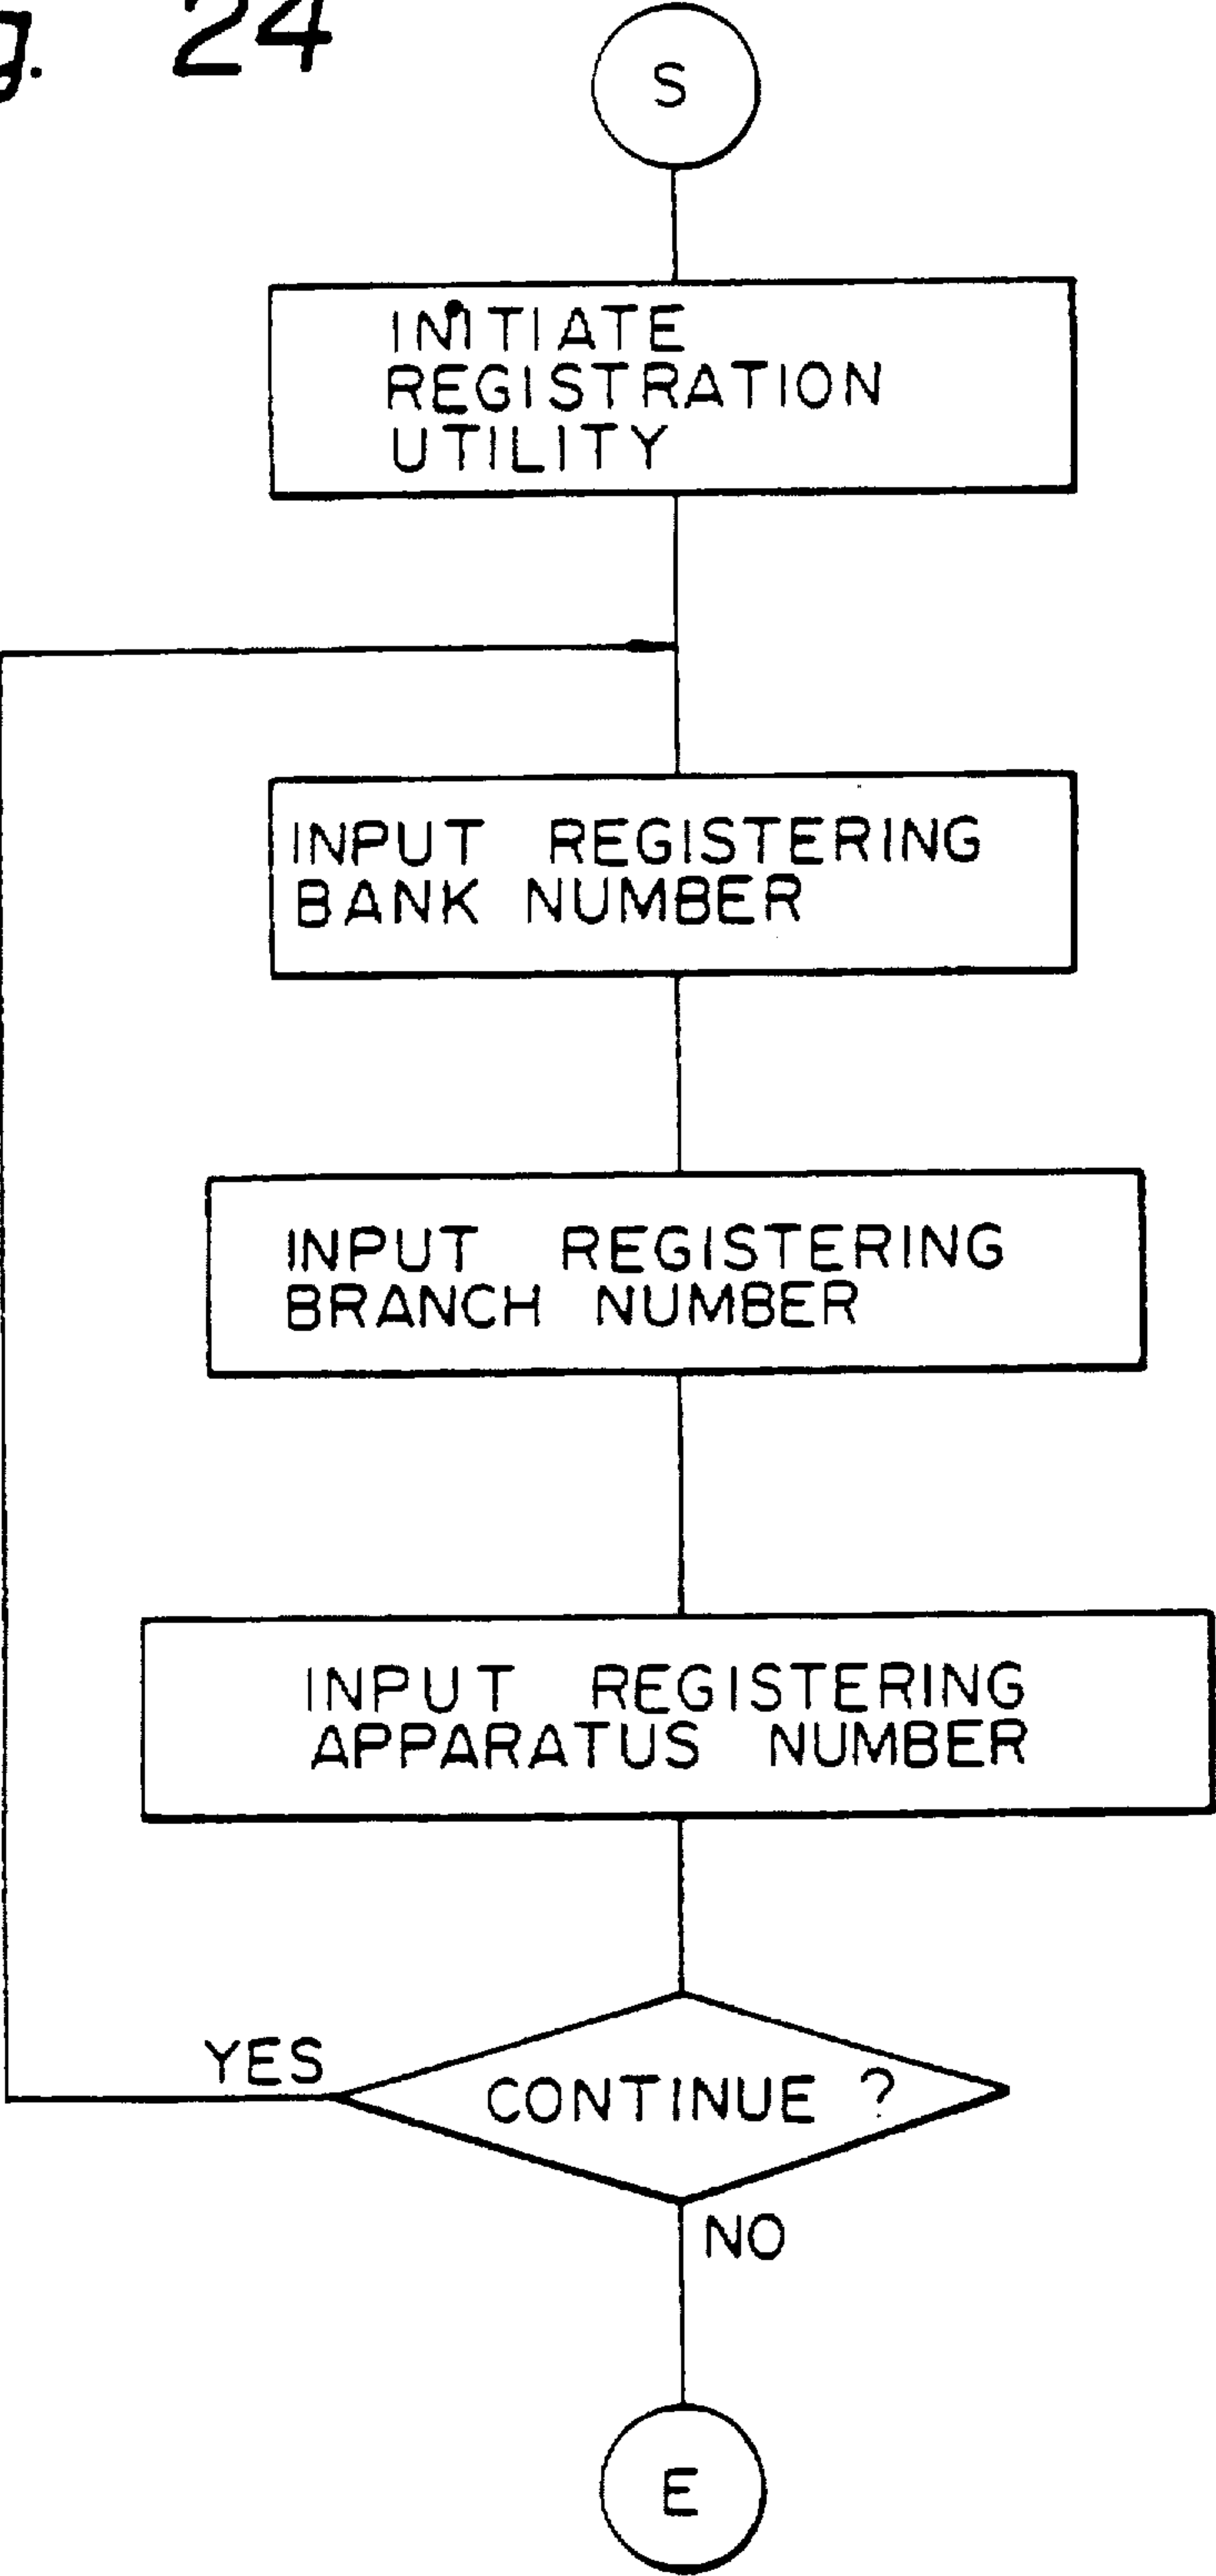 g. 24
S
INITIATE
REGISTRATION
UTILITY
INPUT REGISTERING
BANK NUMBER
INPUT REGISTERING
BRANCH NUMBER
INPUT REGISTERING
APPARATUS NUMBER
YES
CONTINUE ?
NO
E